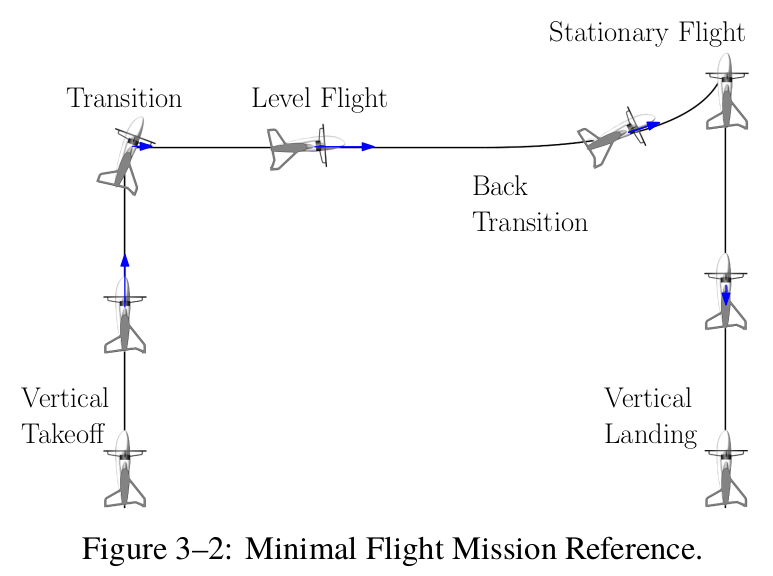 Stationary Flight
Transition
Level Flight
Back
Transition
Vertical
Takeoff
Vertical
Landing
Figure 3–2: Minimal Flight Mission Reference.